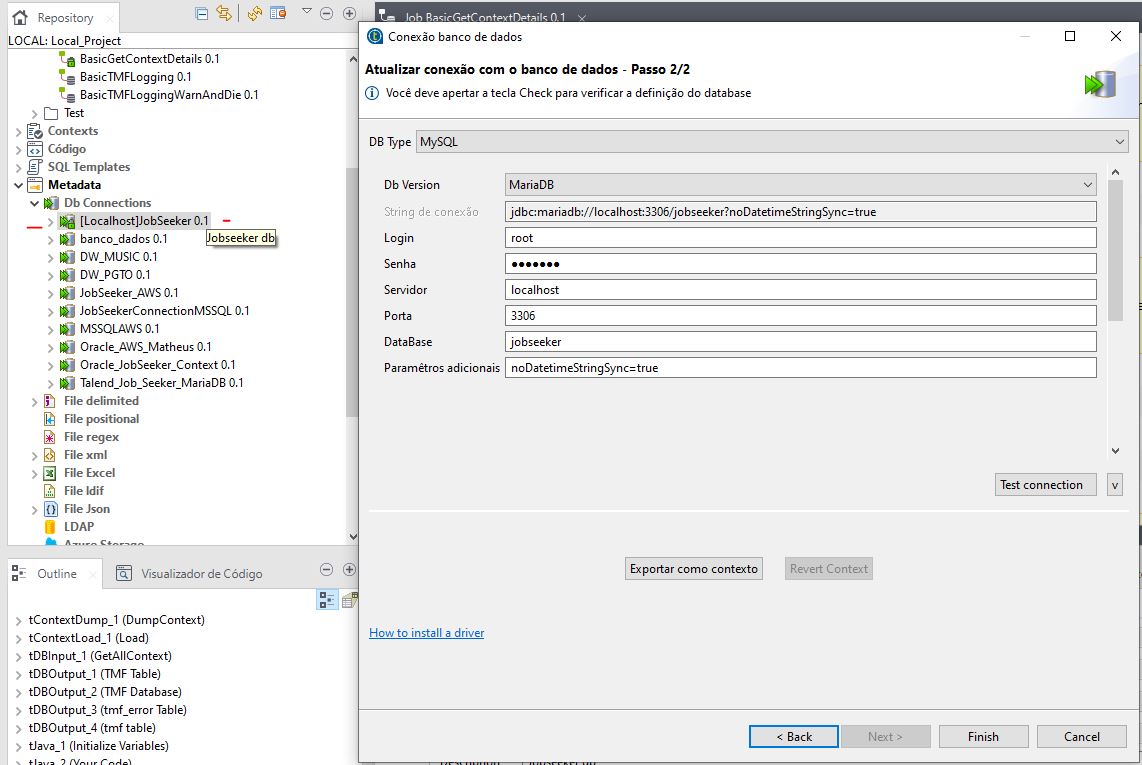 Repository
LOCAL: Local_Project
BasicGetContextDetails 0.1
BasicTMFLogging 0.1
BasicTMFLoggingWarnAndDie 0.1
Test
Contexts
Código
SQL Templates
Metadata
Db Connections
[Localhost]JobSeeker 0.1
Jobseeker db
banco_dados 0.1
DW_MUSIC 0.1
DW_PGTO 0.1
JobSeeker_AWS 0.1
JobSeekerConnectionMSSQL 0.1
MSSQLAWS 0.1
Oracle_AWS_Matheus 0.1
Oracle_JobSeeker_Context 0.1
Talend_Job_Seeker_MariaDB 0.1
File delimited
File positional
File regex
File xml
File Excel
File ldif
File Json
LDAP
Azure Storage
Outline
Visualizador de Código
tContextDump_1 (DumpContext)
tContextLoad_1 (Load)
tDBInput_1 (GetAllContext)
tDBOutput_1 (TMF Table)
tDBOutput_2 (TMF Database)
tDBOutput_3 (tmf_error Table)
tDBOutput_4 (tmf table)
tJava_1 (Initialize Variables)
tJava_2 (Your Code)
Job BasicGetContextDetails 0.1
Conexão banco de dados
Atualizar conexão com o banco de dados - Passo 2/2
Você deve apertar a tecla Check para verificar a definição do database
DB Type MySQL
Db Version MariaDB
String de conexão jdbc:mariadb://localhost:3306/jobseeker?noDatetimeStringSync=true
Login root
Senha ●●●●●●●
Servidor localhost
Porta 3306
DataBase jobseeker
Paramêtros adicionais noDatetimeStringSync=true
Test connection v
Exportar como contexto Revert Context
How to install a driver
< Back Next > Finish Cancel